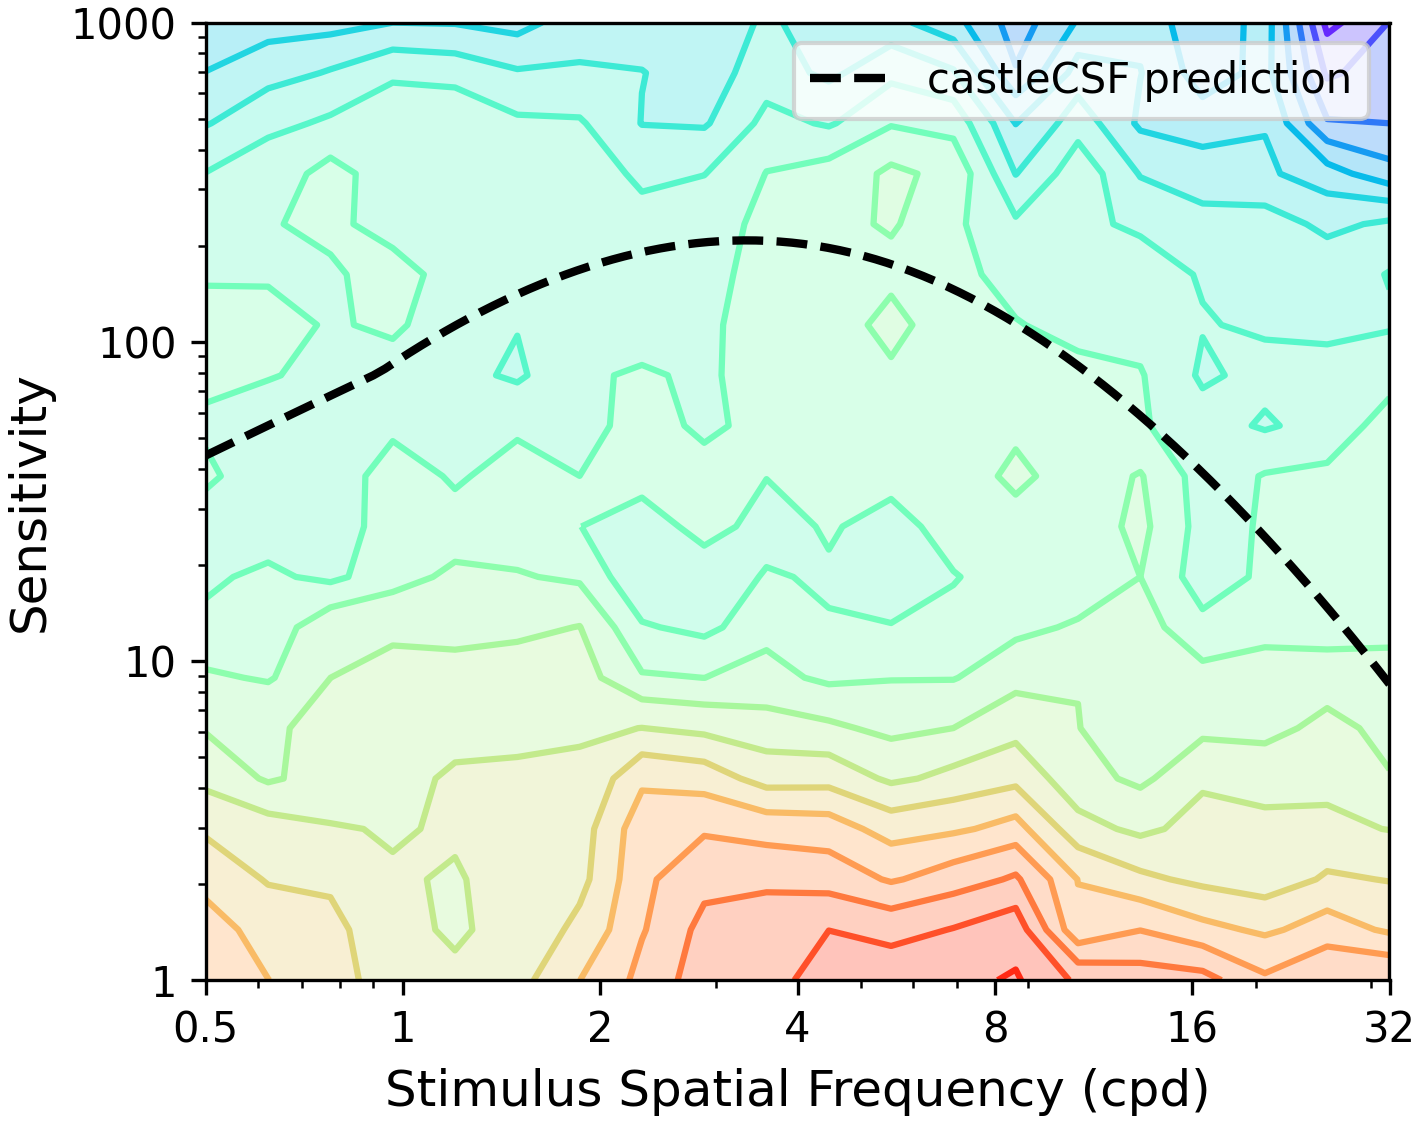 1000
castleCSF prediction
100
Sensitivity
10
1
0.5 1 2 4 8 16 32
Stimulus Spatial Frequency (cpd)